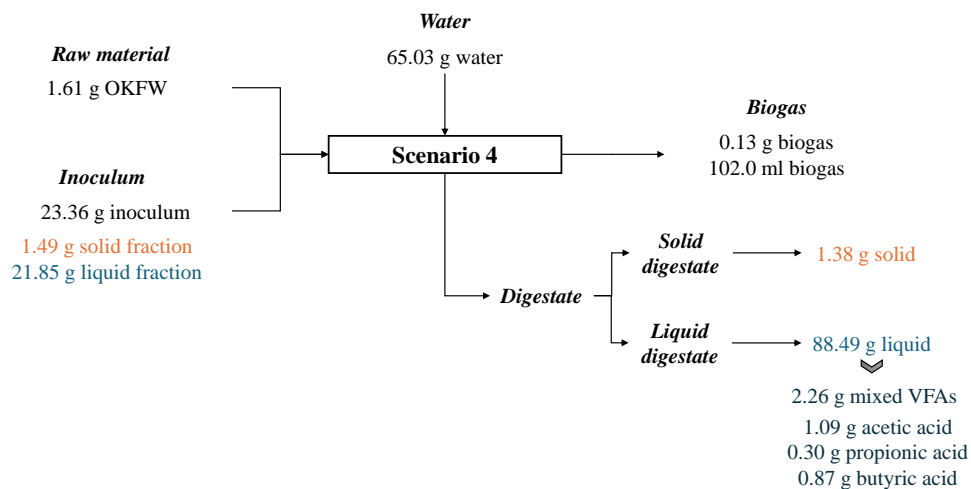 Water
65.03 g water
Raw material
1.61 g OKFW
Biogas
0.13 g biogas
102.0 ml biogas
Scenario 4
Inoculum
23.36 g inoculum
1.49 g solid fraction
21.85 g liquid fraction
Solid
digestate
1.38 g solid
Digestate
Liquid
digestate
88.49 g liquid
2.26 g mixed VFAs
1.09 g acetic acid
0.30 g propionic acid
0.87 g butyric acid